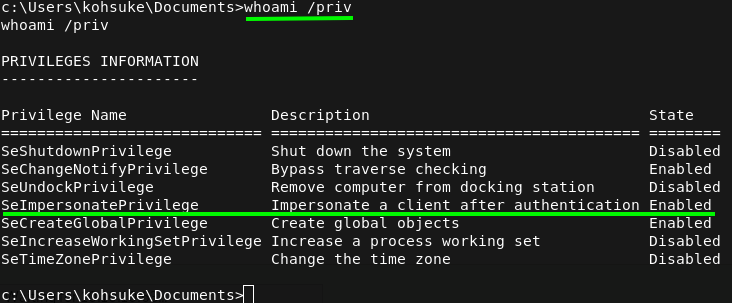 c:\Users\kohsuke\Documents>whoami /priv
whoami /priv
PRIVILEGES INFORMATION
----------------------
Privilege Name                Description                               State
============================= ========================================= ========
SeShutdownPrivilege           Shut down the system                      Disabled
SeChangeNotifyPrivilege       Bypass traverse checking                  Enabled
SeUndockPrivilege             Remove computer from docking station      Disabled
SeImpersonatePrivilege        Impersonate a client after authentication Enabled
SeCreateGlobalPrivilege       Create global objects                     Enabled
SeIncreaseWorkingSetPrivilege Increase a process working set            Disabled
SeTimeZonePrivilege           Change the time zone                      Disabled
c:\Users\kohsuke\Documents>